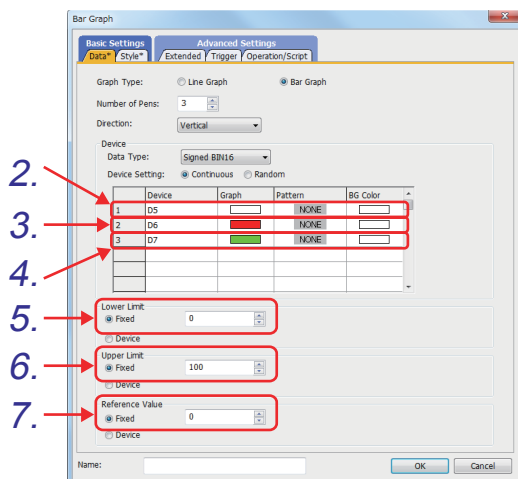 Bar Graph
Basic Settings Advanced Settings
Data* Style* Extended Trigger Operation/Script
Graph Type: Line Graph Bar Graph
Number of Pens: 3
Direction: Vertical
Device
Data Type: Signed BIN16
Device Setting: Continuous Random
Device Graph Pattern BG Color
2. 1 D5 NONE
3. 2 D6 NONE
4. 3 D7 NONE
Lower Limit
5. Fixed 0
Device
Upper Limit
6. Fixed 100
Device
Reference Value
7. Fixed 0
Device
Name: OK Cancel